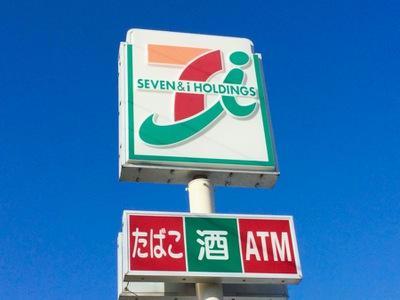 SEVEN & i HOLDINGS
たばこ 酒 ATM